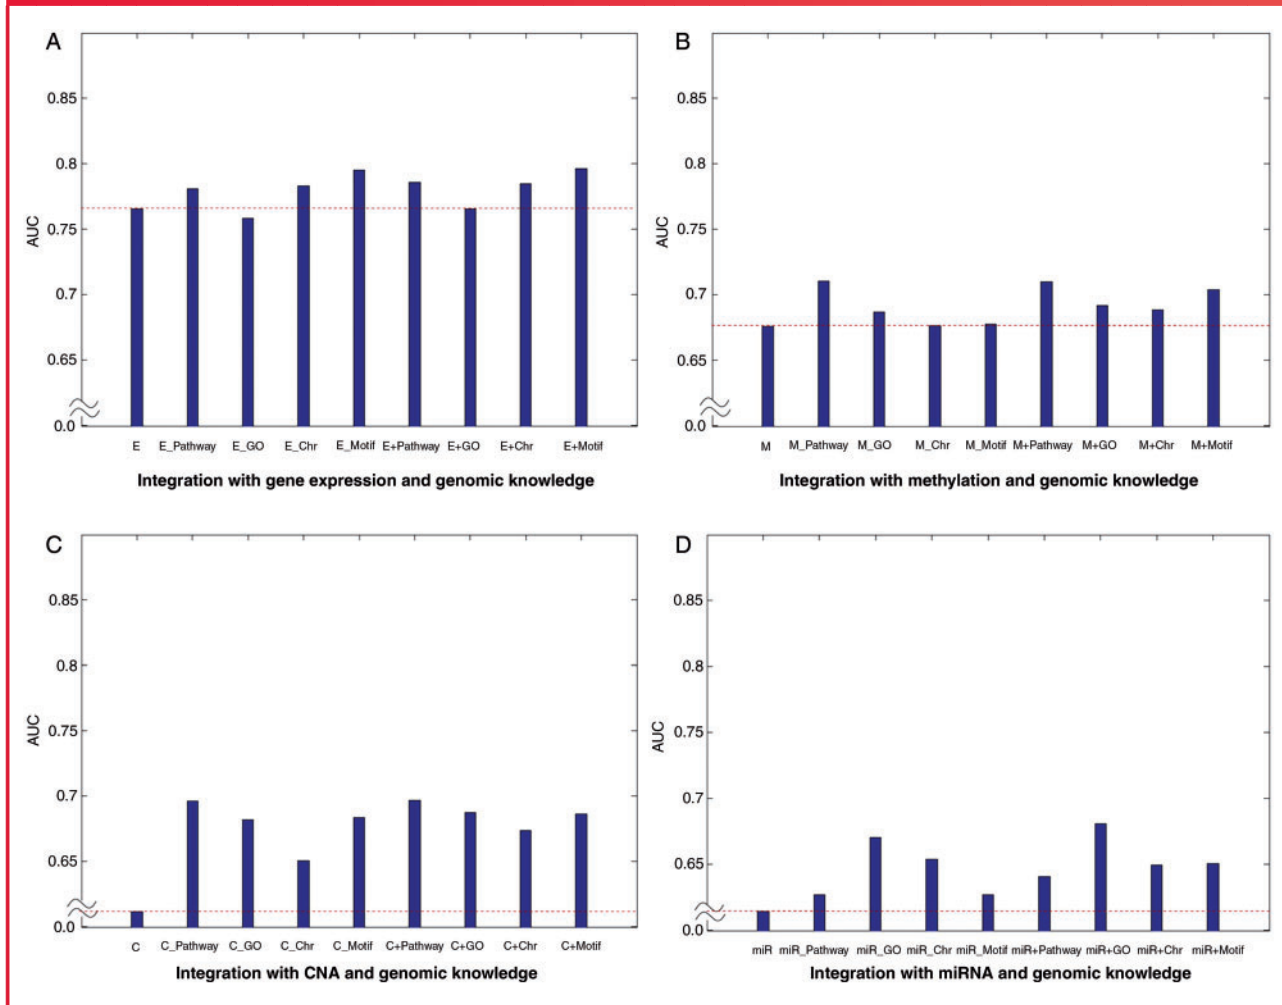 A
0.85
0.8
0.75
0.7
0.65
0.0
AUC
E E_Pathway E_GO E_Chr E_Motif E+Pathway E+GO E+Chr E+Motif
Integration with gene expression and genomic knowledge
B
0.85
0.8
0.75
0.7
0.65
0.0
AUC
M M_Pathway M_GO M_Chr M_Motif M+Pathway M+GO M+Chr M+Motif
Integration with methylation and genomic knowledge
C
0.85
0.8
0.75
0.7
0.65
0.0
AUC
C C_Pathway C_GO C_Chr C_Motif C+Pathway C+GO C+Chr C+Motif
Integration with CNA and genomic knowledge
D
0.85
0.8
0.75
0.7
0.65
0.0
AUC
miR miR_Pathway miR_GO miR_Chr miR_Motif miR+Pathway miR+GO miR+Chr miR+Motif
Integration with miRNA and genomic knowledge